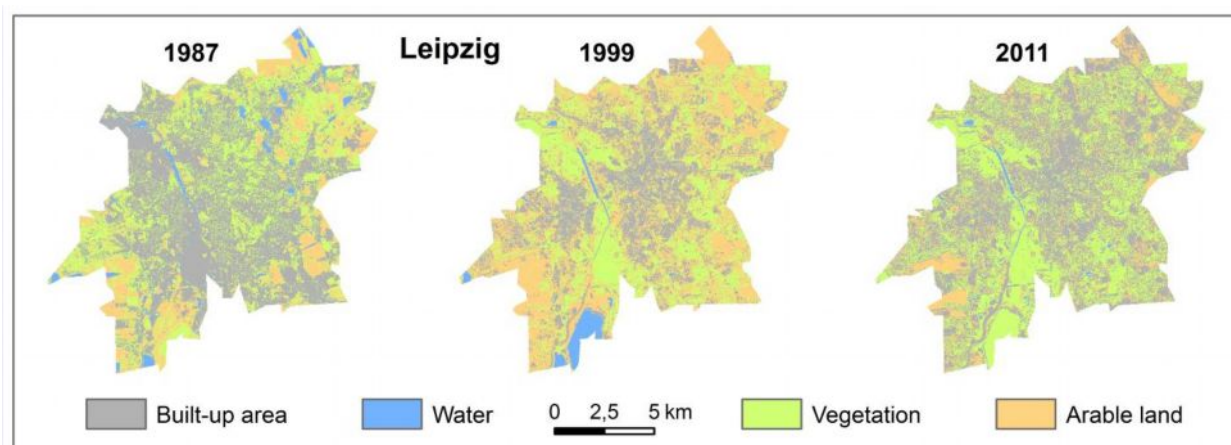 Leipzig
1987
1999
2011
Built-up area
Water
0 2,5 5 km
Vegetation
Arable land